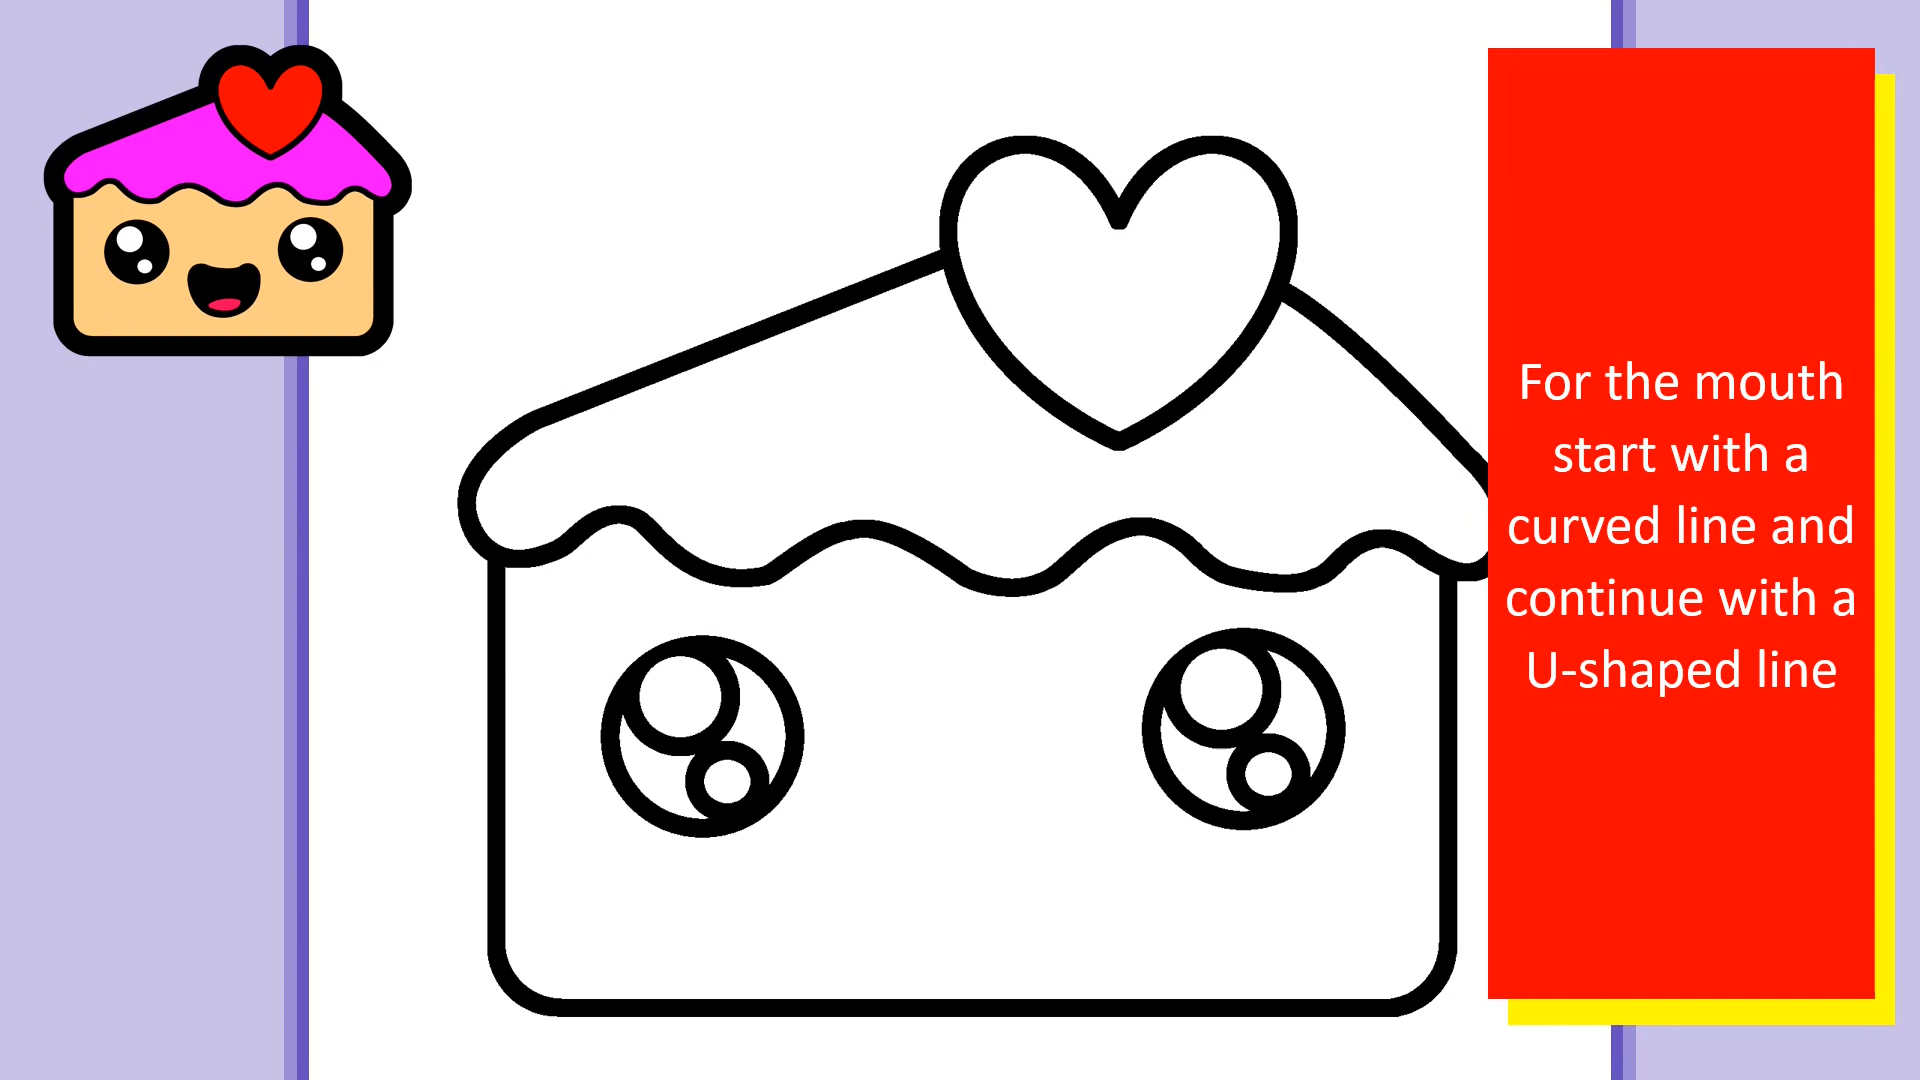 For the mouth
start with a
curved line and
continue with a
U-shaped line